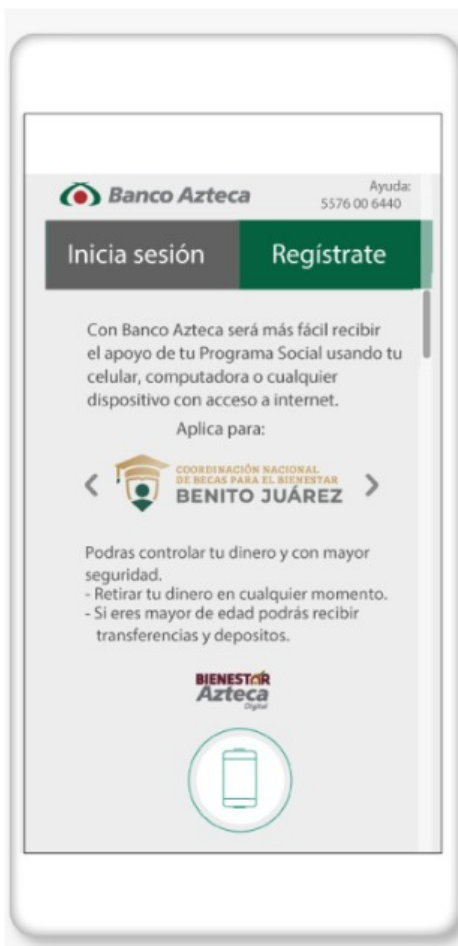 Banco Azteca
Ayuda:
5576 00 6440
Inicia sesión
Regístrate
Con Banco Azteca será más fácil recibir
el apoyo de tu Programa Social usando tu
celular, computadora o cualquier
dispositivo con acceso a internet.
Aplica para:
COORDINACIÓN NACIONAL
DE BECAS PARA EL BIENESTAR
BENITO JUÁREZ
Podras controlar tu dinero y con mayor
seguridad.
- Retirar tu dinero en cualquier momento.
- Si eres mayor de edad podrás recibir
transferencias y depositos.
BIENESTAR
Azteca
Digital